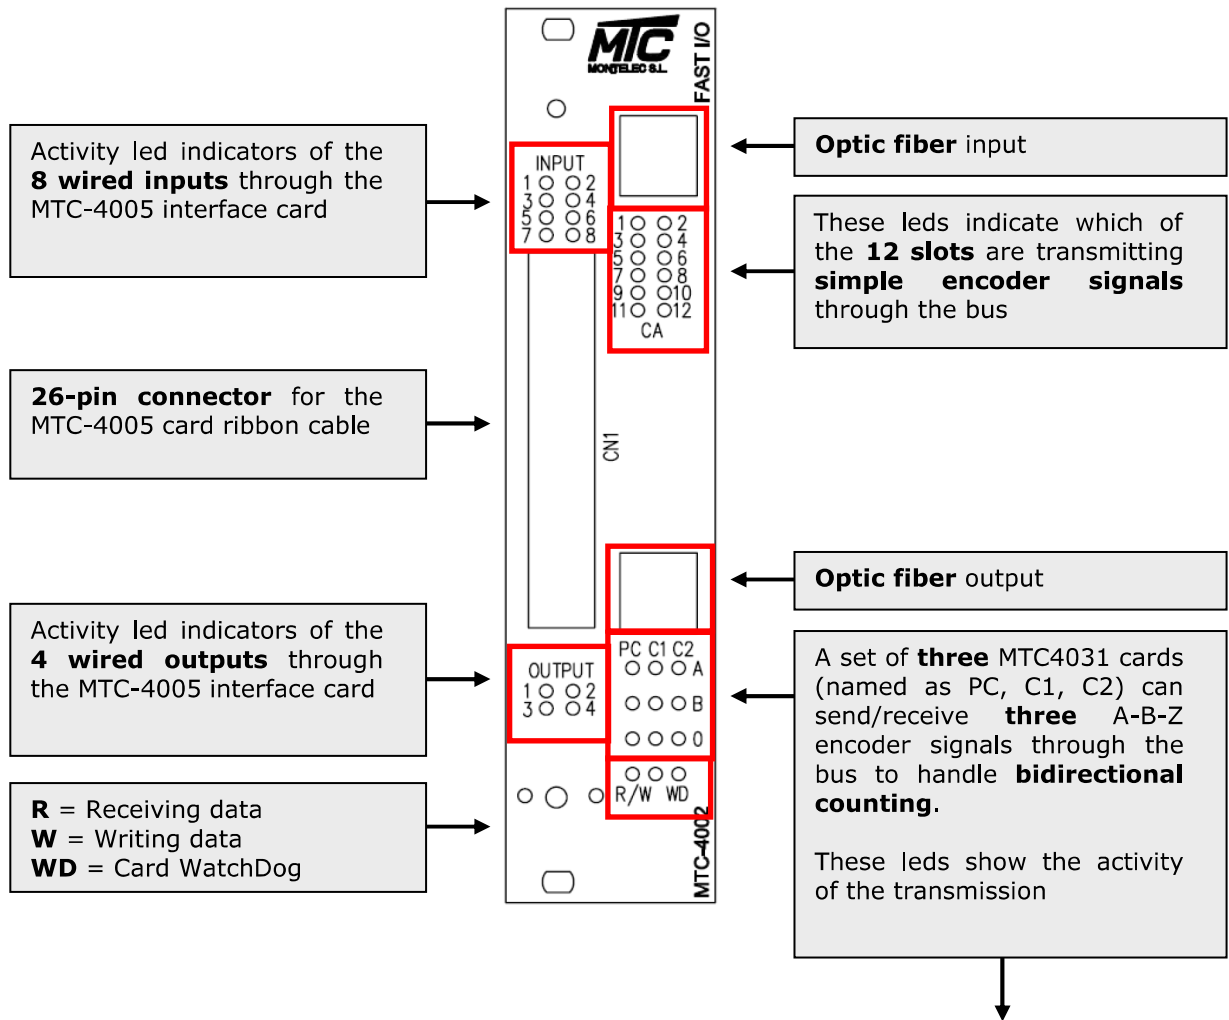 MTC
MONTELEC S.L.
FAST I/O
Activity led indicators of the
8 wired inputs through the
MTC-4005 interface card
INPUT
1 2
3 4
5 6
7 8
Optic fiber input
1 2
3 4
5 6
7 8
9 10
11 12
CA
These leds indicate which of
the 12 slots are transmitting
simple encoder signals
through the bus
26-pin connector for the
MTC-4005 card ribbon cable
CN1
Optic fiber output
Activity led indicators of the
4 wired outputs through
the MTC-4005 interface card
OUTPUT
1 2
3 4
PC C1 C2
A
B
0
A set of three MTC4031 cards
(named as PC, C1, C2) can
send/receive three A-B-Z
encoder signals through the
bus to handle bidirectional
counting.
These leds show the activity
of the transmission
R = Receiving data
W = Writing data
WD = Card WatchDog
R/W WD
MTC-4002